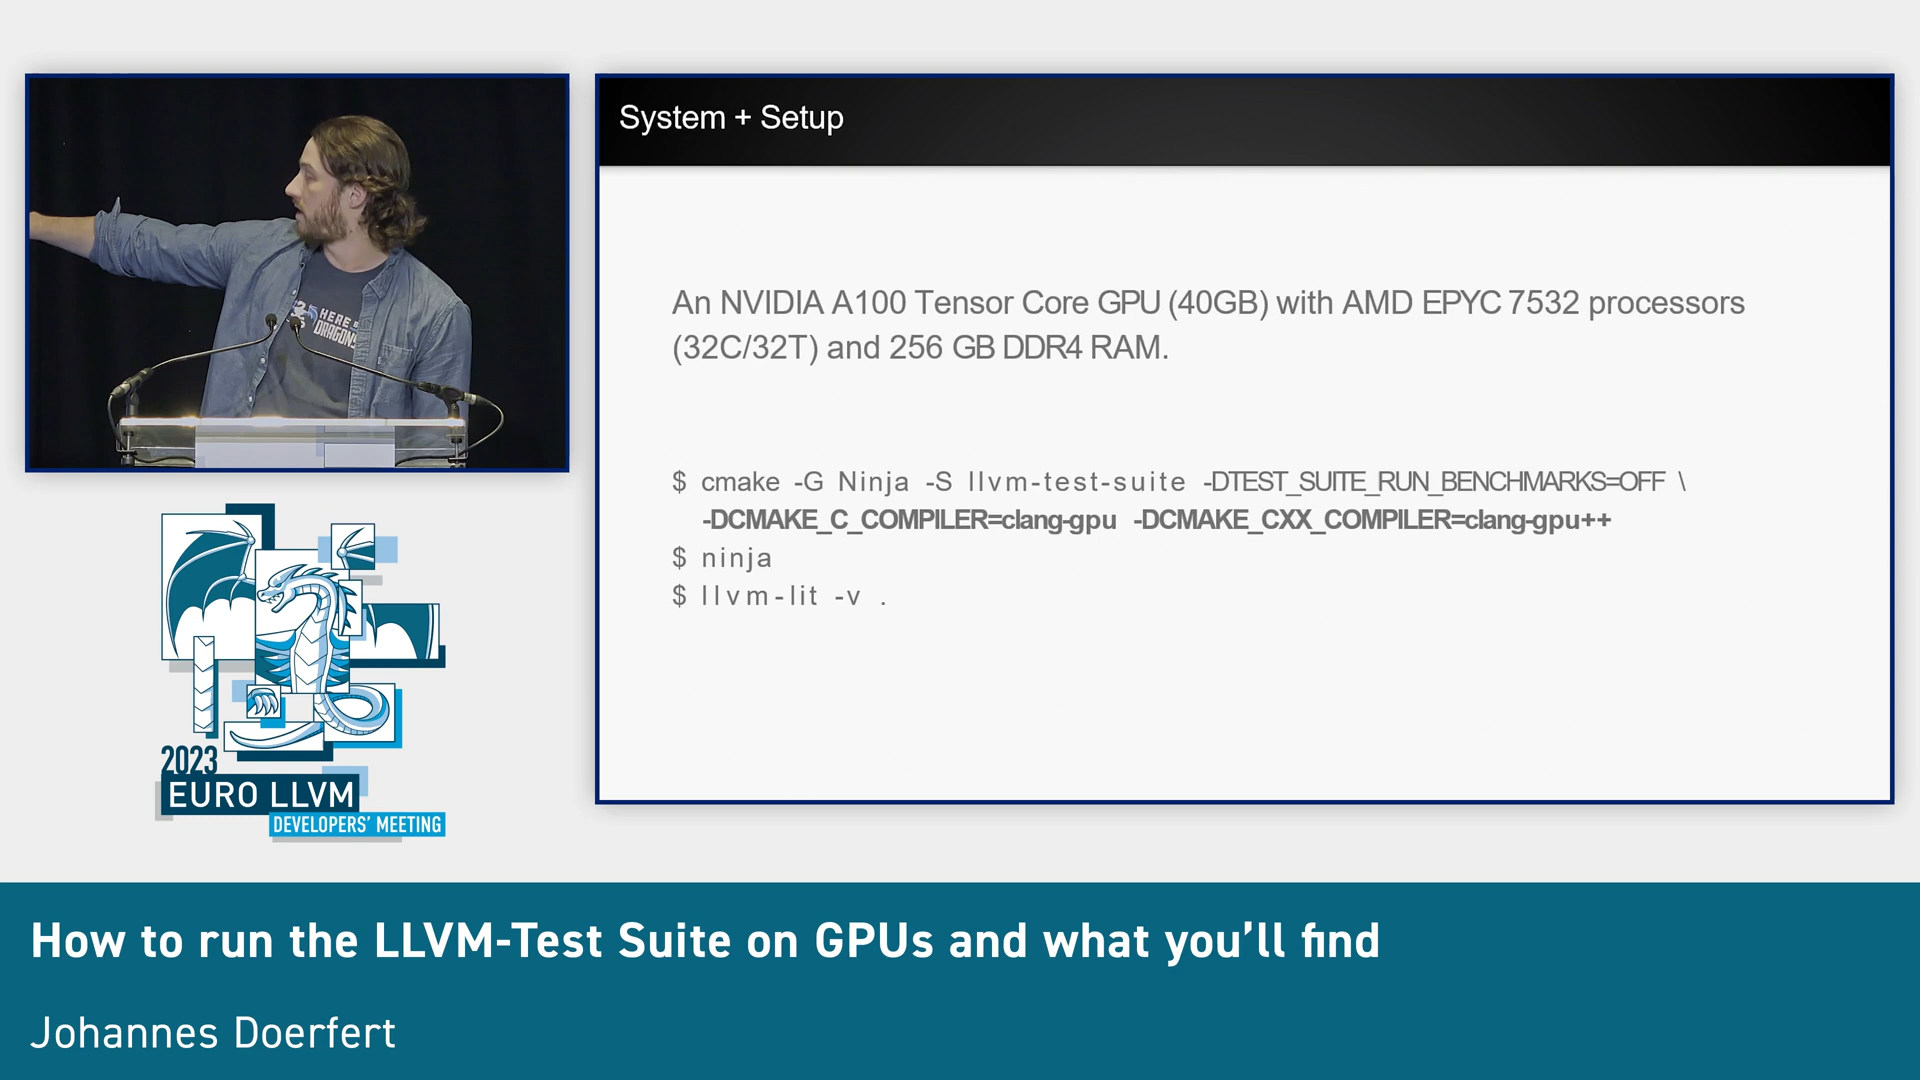 System + Setup
An NVIDIA A100 Tensor Core GPU (40GB) with AMD EPYC 7532 processors
(32C/32T) and 256 GB DDR4 RAM.
$ cmake -G Ninja -S llvm-test-suite -DTEST_SUITE_RUN_BENCHMARKS=OFF \
-DCMAKE_C_COMPILER=clang-gpu -DCMAKE_CXX_COMPILER=clang-gpu++
$ ninja
$ llvm-lit -v .
HERE
DRAGONS
2023
EURO LLVM
DEVELOPERS’ MEETING
How to run the LLVM-Test Suite on GPUs and what you’ll find
Johannes Doerfert